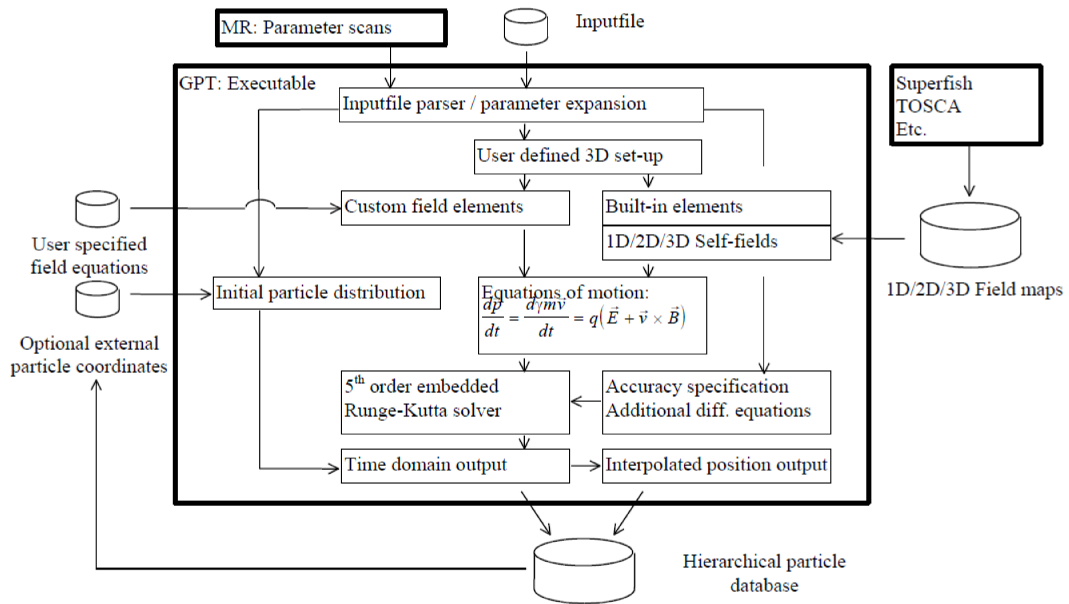 MR: Parameter scans
Inputfile
GPT: Executable
Inputfile parser / parameter expansion
Superfish
TOSCA
Etc.
User defined 3D set-up
Custom field elements
Built-in elements
1D/2D/3D Self-fields
User specified
field equations
1D/2D/3D Field maps
Initial particle distribution
Equations of motion:
dp/dt = dγmv/dt = q(E⃗ + v⃗ × B⃗)
Optional external
particle coordinates
5th order embedded
Runge-Kutta solver
Accuracy specification
Additional diff. equations
Time domain output
Interpolated position output
Hierarchical particle
database